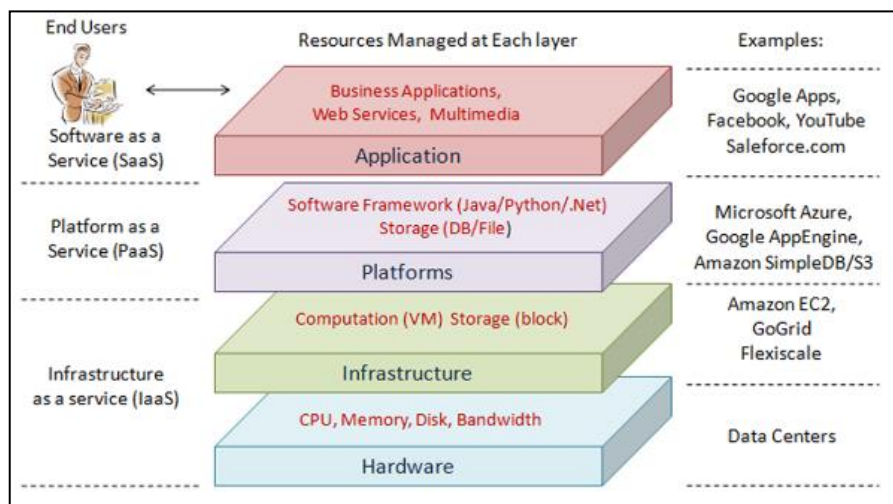 End Users
Resources Managed at Each layer
Examples:
Business Applications,
Web Services, Multimedia
Application
Software as a
Service (SaaS)
Google Apps,
Facebook, YouTube
Saleforce.com
Software Framework (Java/Python/.Net)
Storage (DB/File)
Platforms
Platform as a
Service (PaaS)
Microsoft Azure,
Google AppEngine,
Amazon SimpleDB/S3
Computation (VM) Storage (block)
Infrastructure
Amazon EC2,
GoGrid
Flexiscale
Infrastructure
as a service (IaaS)
CPU, Memory, Disk, Bandwidth
Hardware
Data Centers